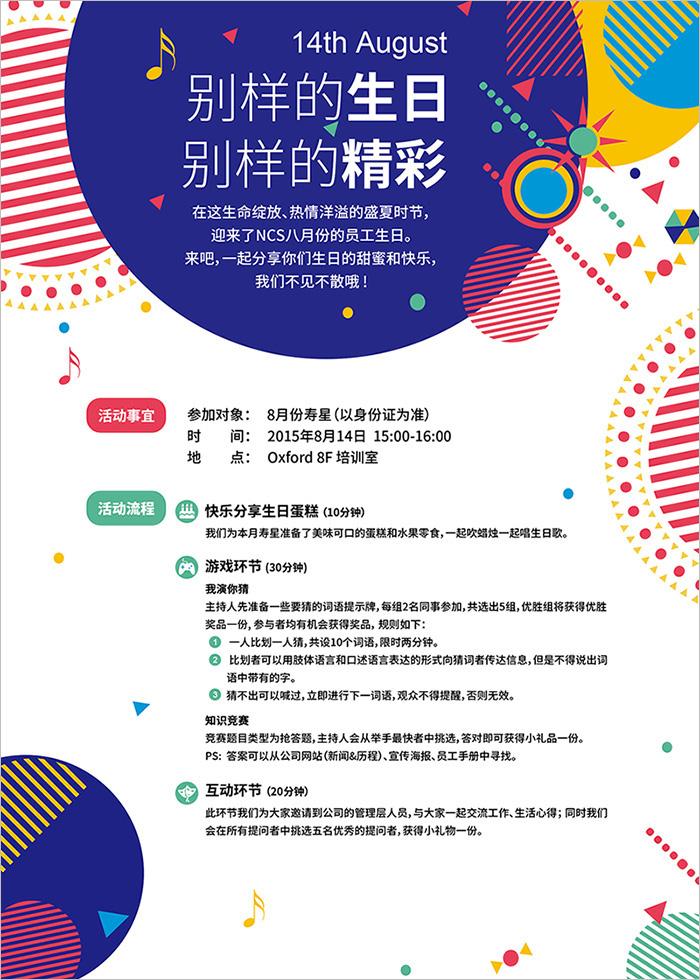 14th August
别样的生日
别样的精彩
在这生命绽放、热情洋溢的盛夏时节，
迎来了NCS八月份的员工生日。
来吧，一起分享你们生日的甜蜜和快乐，
我们不见不散哦！
活动事宜
参加对象： 8月份寿星（以身份证为准）
时 间： 2015年8月14日 15:00-16:00
地 点： Oxford 8F 培训室
活动流程
快乐分享生日蛋糕 (10分钟)
我们为本月寿星准备了美味可口的蛋糕和水果零食，一起吹蜡烛一起唱生日歌。
游戏环节 (30分钟)
我演你猜
主持人先准备一些要猜的词语提示牌，每组2名同事参加，共选出5组，优胜组将获得优胜
奖品一份，参与者均有机会获得奖品，规则如下：
1 一人比划一人猜，共设10个词语，限时两分钟。
2 比划者可以用肢体语言和口述语言表达的形式向猜词者传达信息，但是不得说出词
语中带有的字。
3 猜不出可以喊过，立即进行下一词语，观众不得提醒，否则无效。
知识竞赛
竞赛题目类型为抢答题，主持人会从举手最快者中挑选，答对即可获得小礼品一份。
PS: 答案可以从公司网站（新闻&历程）、宣传海报、员工手册中寻找。
互动环节 (20分钟)
此环节我们为大家邀请到公司的管理层人员，与大家一起交流工作、生活心得；同时我们
会在所有提问者中挑选五名优秀的提问者，获得小礼物一份。